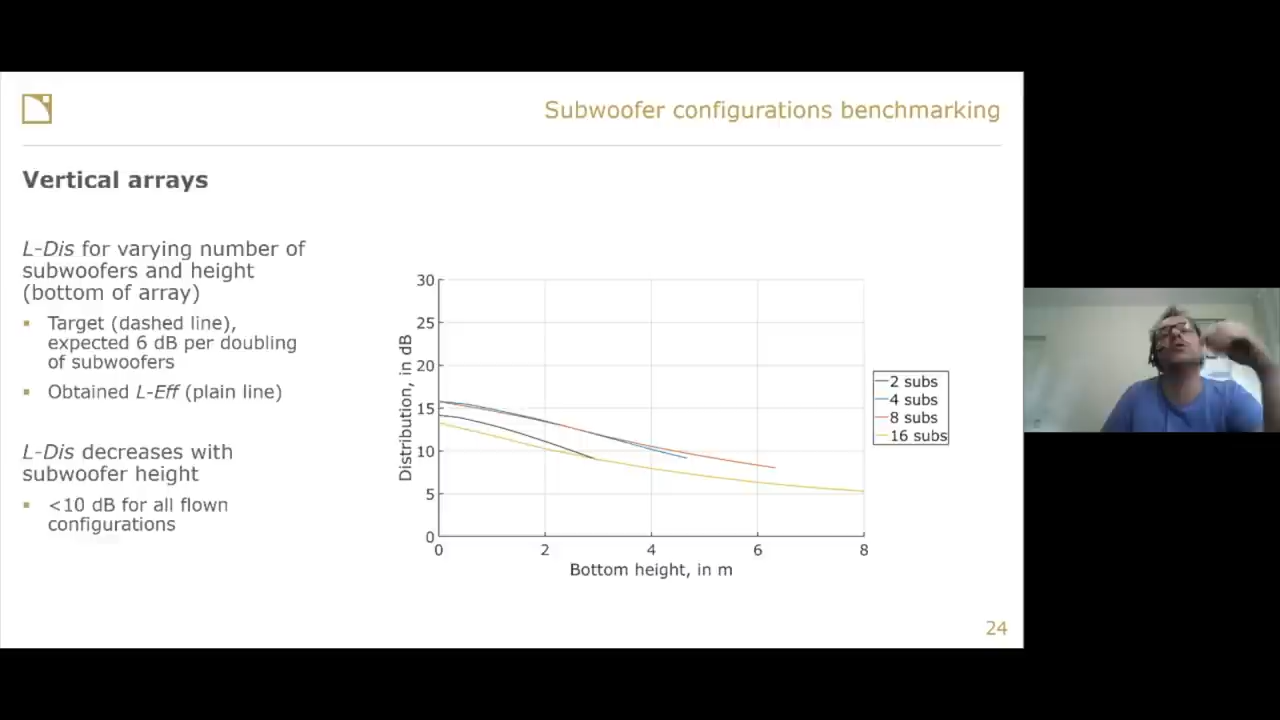 Subwoofer configurations benchmarking
Vertical arrays
L-Dis for varying number of
subwoofers and height
(bottom of array)
▪ Target (dashed line),
expected 6 dB per doubling
of subwoofers
▪ Obtained L-Eff (plain line)
L-Dis decreases with
subwoofer height
▪ <10 dB for all flown
configurations
Distribution, in dB
30
25
20
15
10
5
0
0 2 4 6 8
Bottom height, in m
2 subs
4 subs
8 subs
16 subs
24